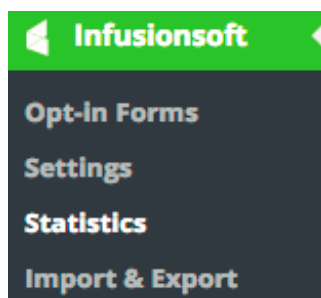 Infusionsoft
Opt-in Forms
Settings
Statistics
Import & Export